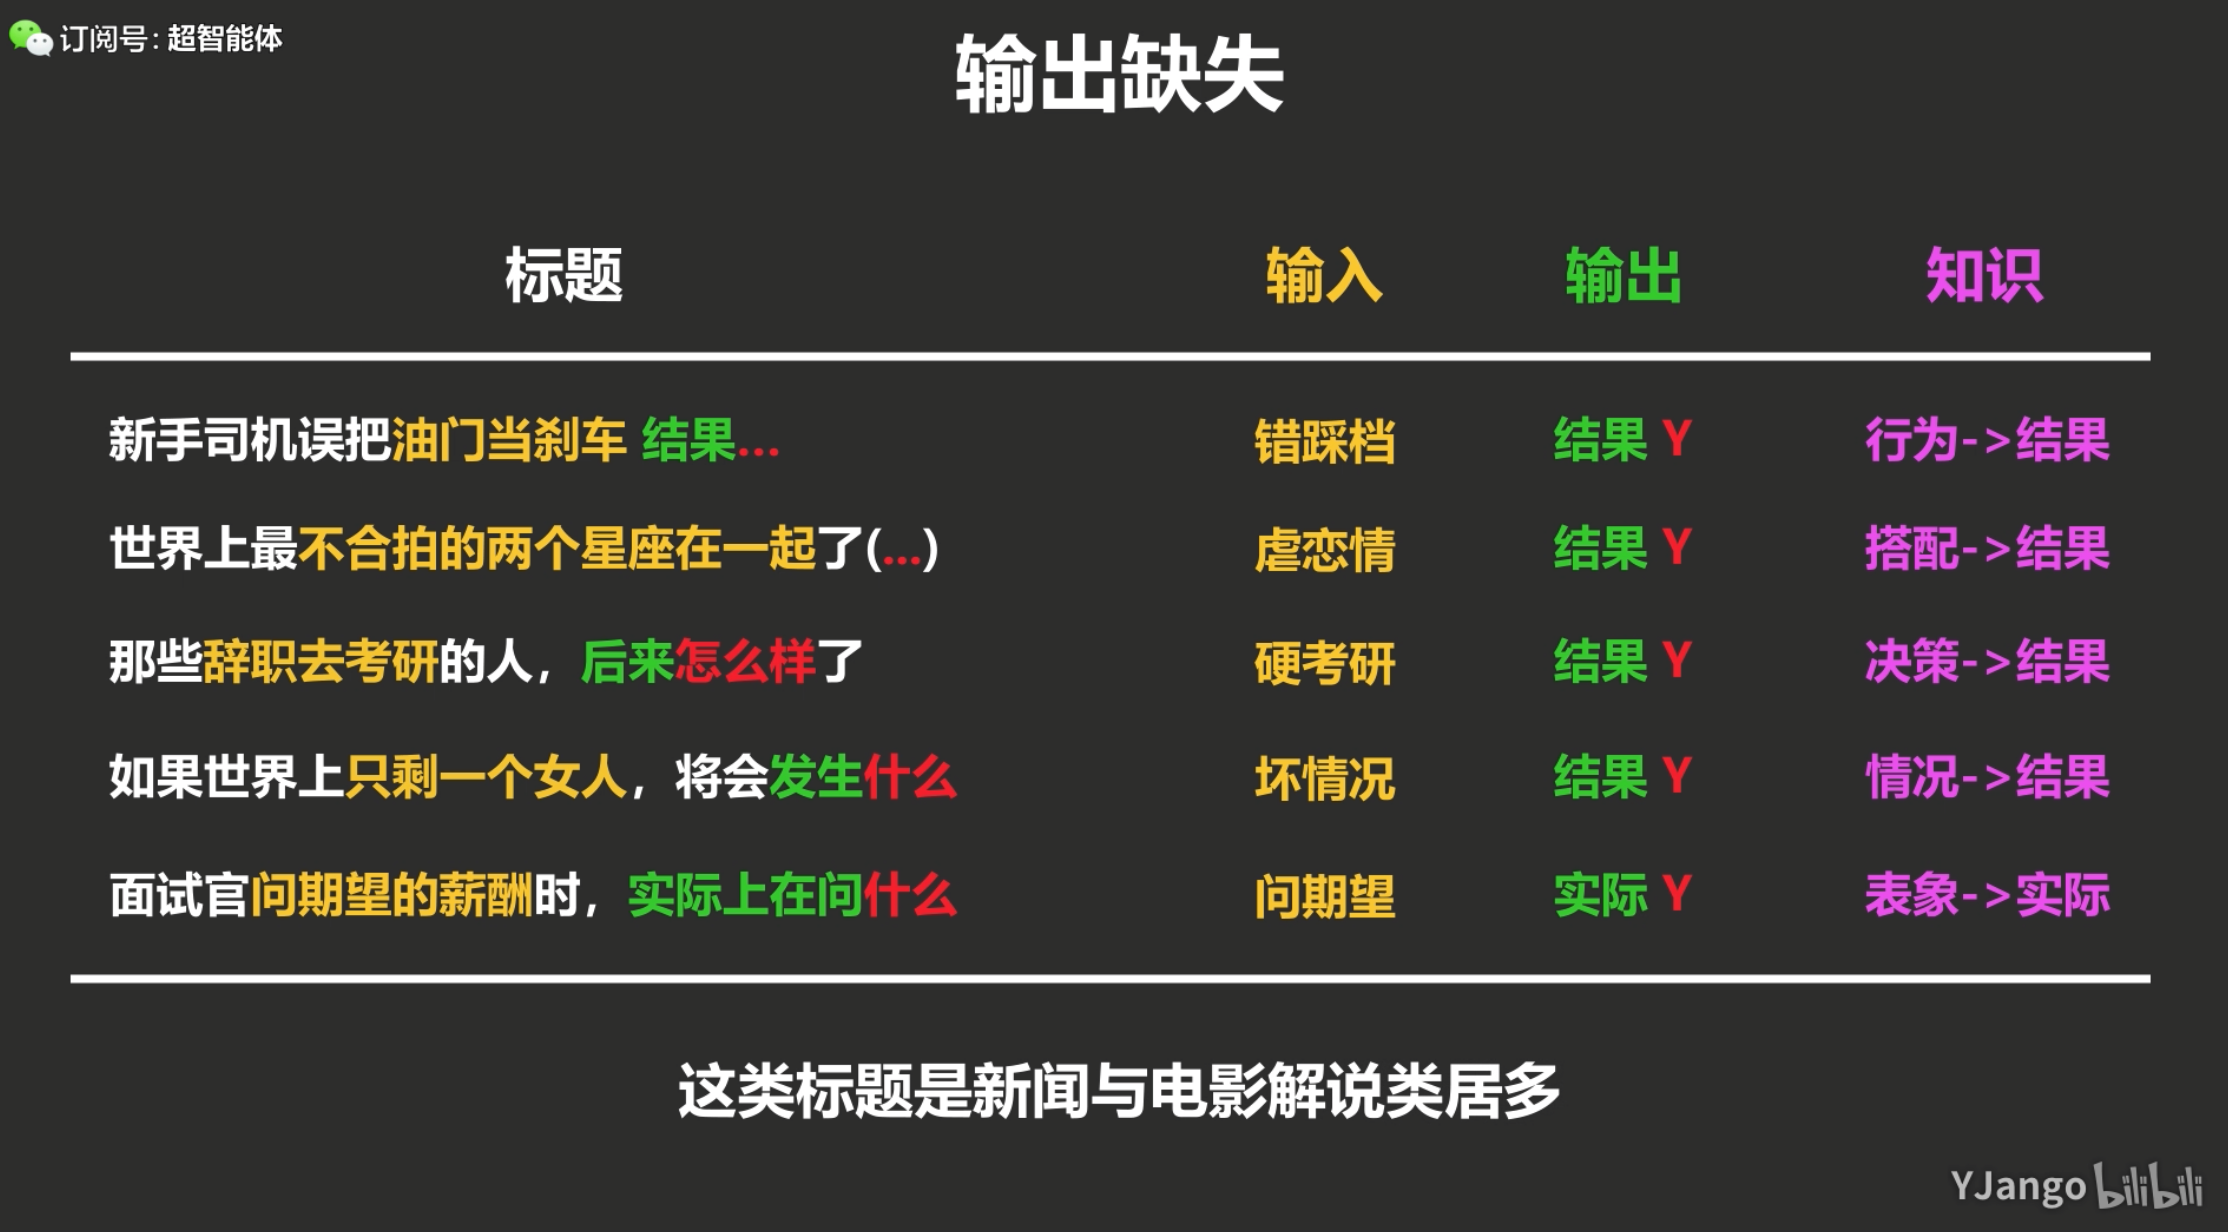 订阅号: 超智能体
输出缺失
标题 输入 输出 知识
新手司机误把油门当刹车 结果... 错踩档 结果 Y 行为->结果
世界上最不合拍的两个星座在一起了(...) 虐恋情 结果 Y 搭配->结果
那些辞职去考研的人，后来怎么样了 硬考研 结果 Y 决策->结果
如果世界上只剩一个女人，将会发生什么 坏情况 结果 Y 情况->结果
面试官问期望的薪酬时，实际上在问什么 问期望 实际 Y 表象->实际
这类标题是新闻与电影解说类居多
YJango bilibili